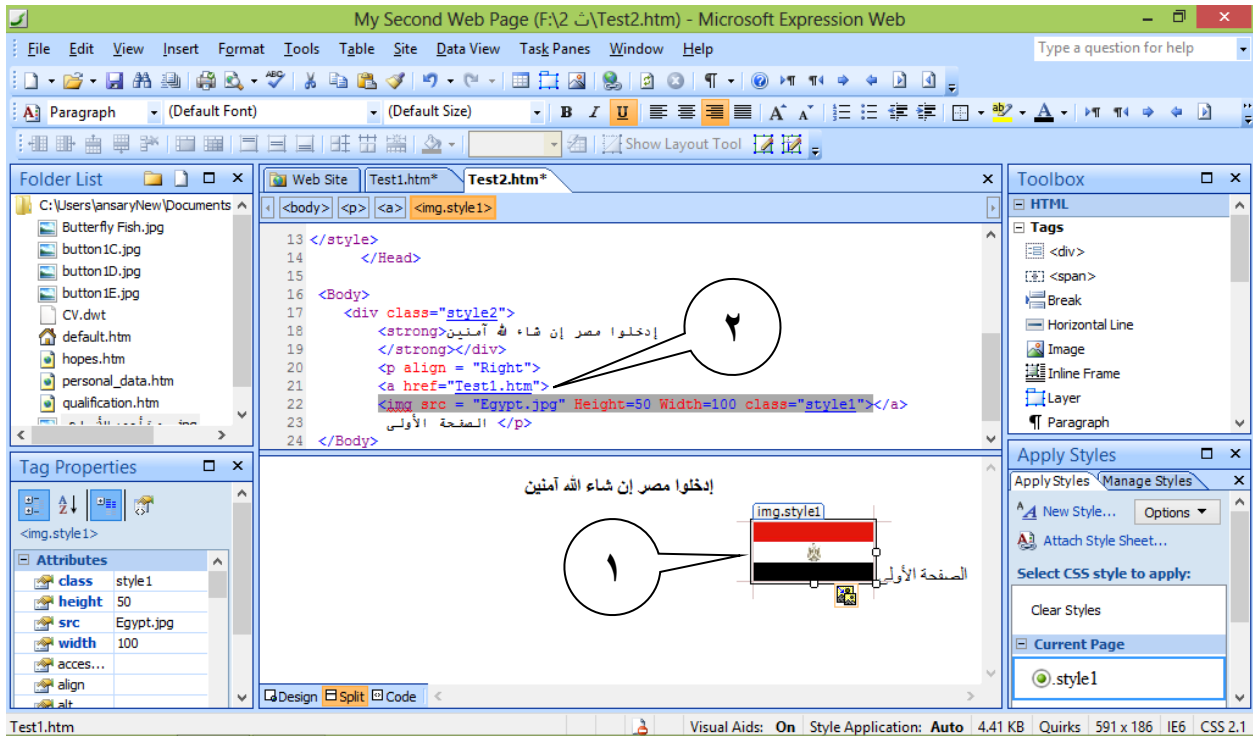 My Second Web Page (F:\2 ث\Test2.htm) - Microsoft Expression Web
File Edit View Insert Format Tools Table Site Data View Task Panes Window Help
Type a question for help
Paragraph (Default Font) (Default Size) B I U
Show Layout Tool
Folder List
C:\Users\ansaryNew\Documents
Butterfly Fish.jpg
button1C.jpg
button1D.jpg
button1E.jpg
CV.dwt
default.htm
hopes.htm
personal_data.htm
qualification.htm
Tag Properties
<img.style1>
Attributes
class style1
height 50
src Egypt.jpg
width 100
acces...
align
alt
Web Site Test1.htm* Test2.htm*
<body> <p> <a> <img.style1>
13 </style>
14 </Head>
15
16 <Body>
17 <div class="style2">
18 <strong>إدخلوا مصر إن شاء لله آمنين
19 </strong></div>
20 <p align = "Right">
21 <a href="Test1.htm">
22 <img src = "Egypt.jpg" Height=50 Width=100 class="style1"></a>
23 الصفحة الأولى </p>
24 </Body>
٢
إدخلوا مصر إن شاء الله آمنين
img.style1
الصفحة الأولى
١
Design Split Code
Toolbox
HTML
Tags
<div>
<span>
Break
Horizontal Line
Image
Inline Frame
Layer
Paragraph
Apply Styles
Apply Styles Manage Styles
New Style... Options
Attach Style Sheet...
Select CSS style to apply:
Clear Styles
Current Page
.style1
Test1.htm Visual Aids: On Style Application: Auto 4.41 KB Quirks 591 x 186 IE6 CSS 2.1